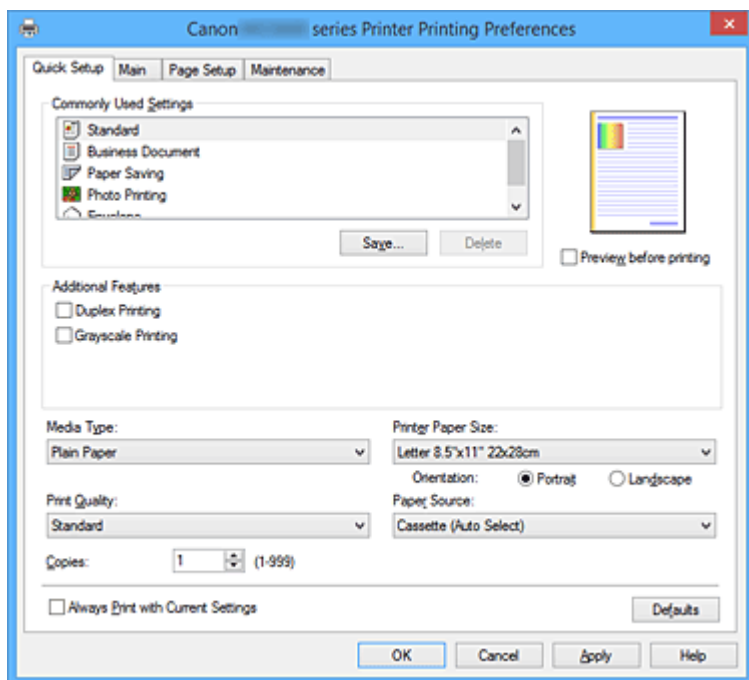 Canon series Printer Printing Preferences
Quick Setup Main Page Setup Maintenance
Commonly Used Settings
Standard
Business Document
Paper Saving
Photo Printing
Envelope
Save... Delete
Preview before printing
Additional Features
Duplex Printing
Grayscale Printing
Media Type:
Printer Paper Size:
Plain Paper
Letter 8.5"x11" 22x28cm
Orientation: Portrait Landscape
Print Quality:
Paper Source:
Standard
Cassette (Auto Select)
Copies: 1 (1-999)
Always Print with Current Settings
Defaults
OK Cancel Apply Help